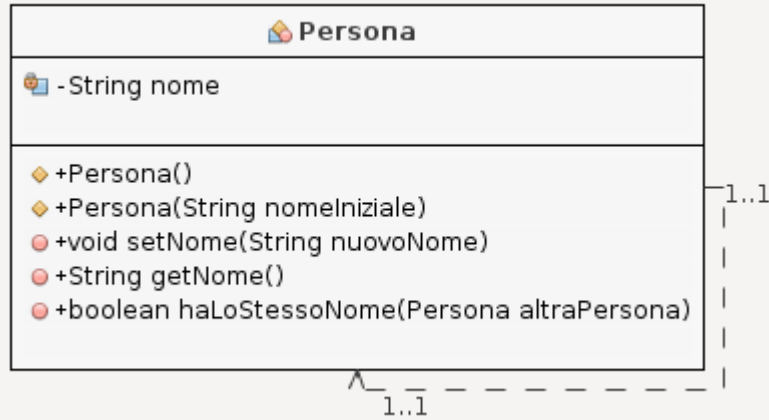 Persona
-String nome
+Persona()
+Persona(String nomeIniziale)
+void setNome(String nuovoNome)
+String getNome()
+boolean haLoStessoNome(Persona altraPersona)
1..1
1..1